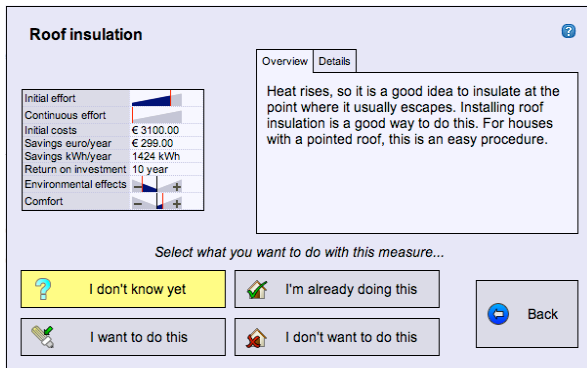 Roof insulation
?
Overview Details
Heat rises, so it is a good idea to insulate at the
point where it usually escapes. Installing roof
insulation is a good way to do this. For houses
with a pointed roof, this is an easy procedure.
Initial effort
Continuous effort
Initial costs € 3100.00
Savings euro/year € 299.00
Savings kWh/year 1424 kWh
Return on investment 10 year
Environmental effects − +
Comfort − +
Select what you want to do with this measure...
? I don't know yet
I'm already doing this
I want to do this
I don't want to do this
Back